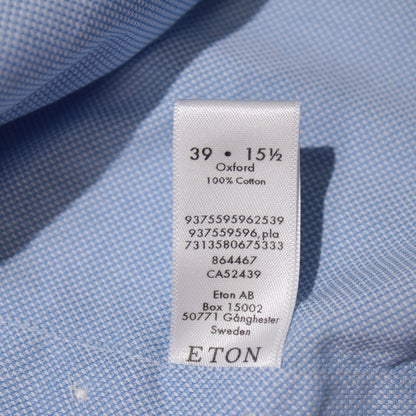 39 • 15½
Oxford
100% Cotton
9375595962539
937559596,pla
7313580675333
864467
CA52439
Eton AB
Box 15002
50771 Gånghester
Sweden
ETON